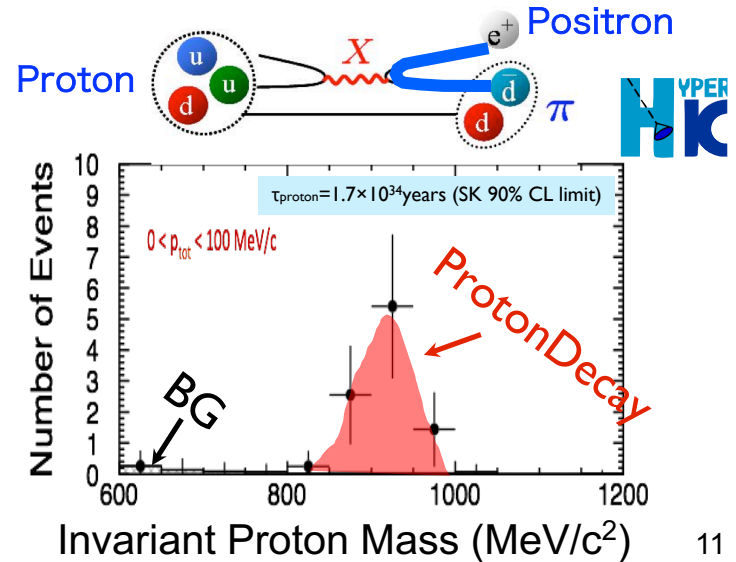 Positron
e⁺
X
u
Proton
u
d
d̄
π
d
HYPER
K
10
9
8
7
6
5
4
3
2
1
0
Number of Events
τproton=1.7×10³⁴years (SK 90% CL limit)
0 < ptot < 100 MeV/c
ProtonDecay
BG
600
800
1000
1200
Invariant Proton Mass (MeV/c²)
11